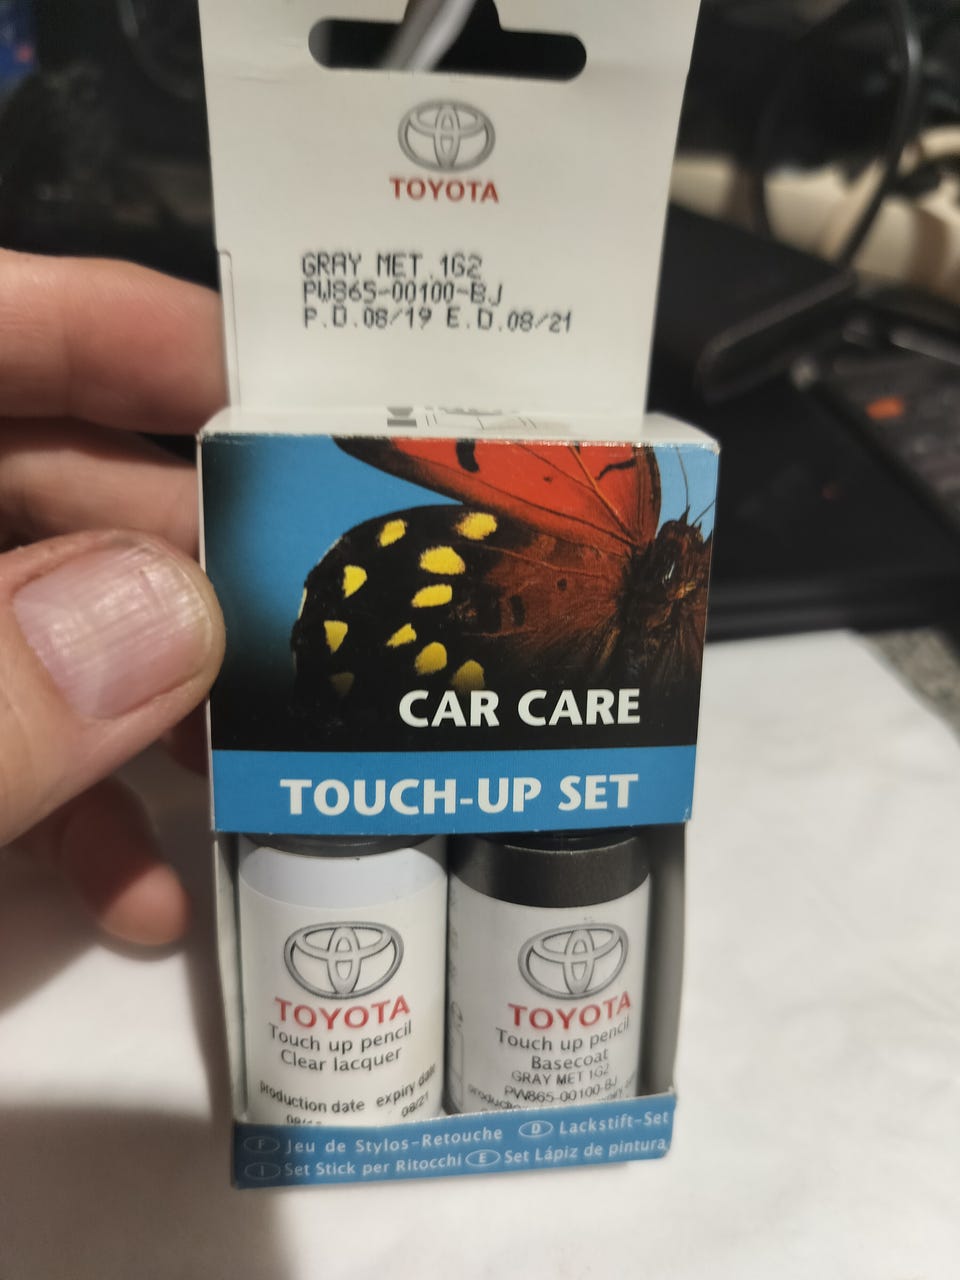 TOYOTA
GRAY MET.1G2
PW865-00100-BJ
P.D.08/19 E.D.08/21
CAR CARE
TOUCH-UP SET
TOYOTA
Touch up pencil
Clear lacquer
production date expiry date
08/21
TOYOTA
Touch up pencil
Basecoat
GRAY MET 1G2
PW865-00100-BJ
F Jeu de Stylos-Retouche D Lackstift-Set
I Set Stick per Ritocchi E Set Lápiz de pintura